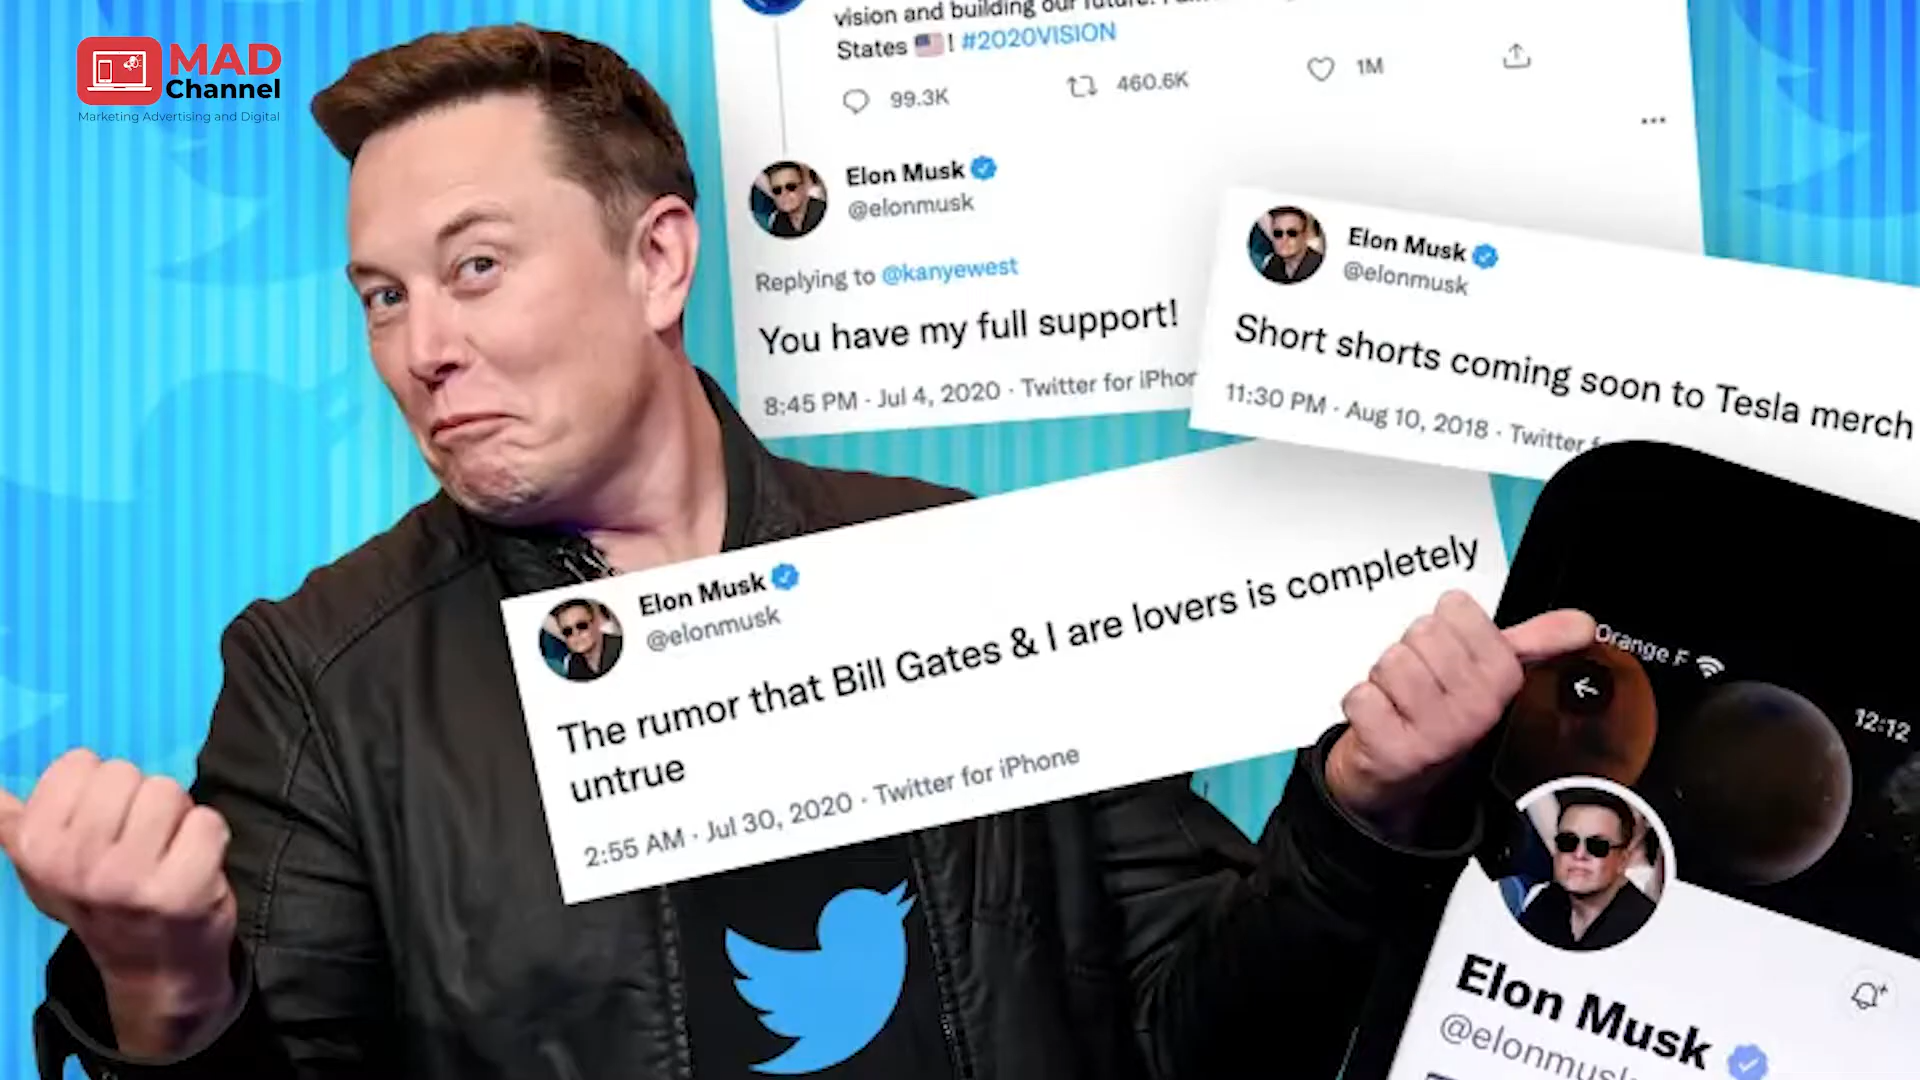 MAD
Channel
Marketing Advertising and Digital
vision and building our future.
States 🇺🇸! #2020VISION
99.3K 460.6K 1M
Elon Musk
@elonmusk
Replying to @kanyewest
You have my full support!
8:45 PM · Jul 4, 2020 · Twitter for iPhor
Elon Musk
@elonmusk
Short shorts coming soon to Tesla merch
11:30 PM · Aug 10, 2018 · Twitter
Elon Musk
@elonmusk
The rumor that Bill Gates & I are lovers is completely
untrue
2:55 AM · Jul 30, 2020 · Twitter for iPhone
Orange F
12:12
Elon Musk
@elonmusk